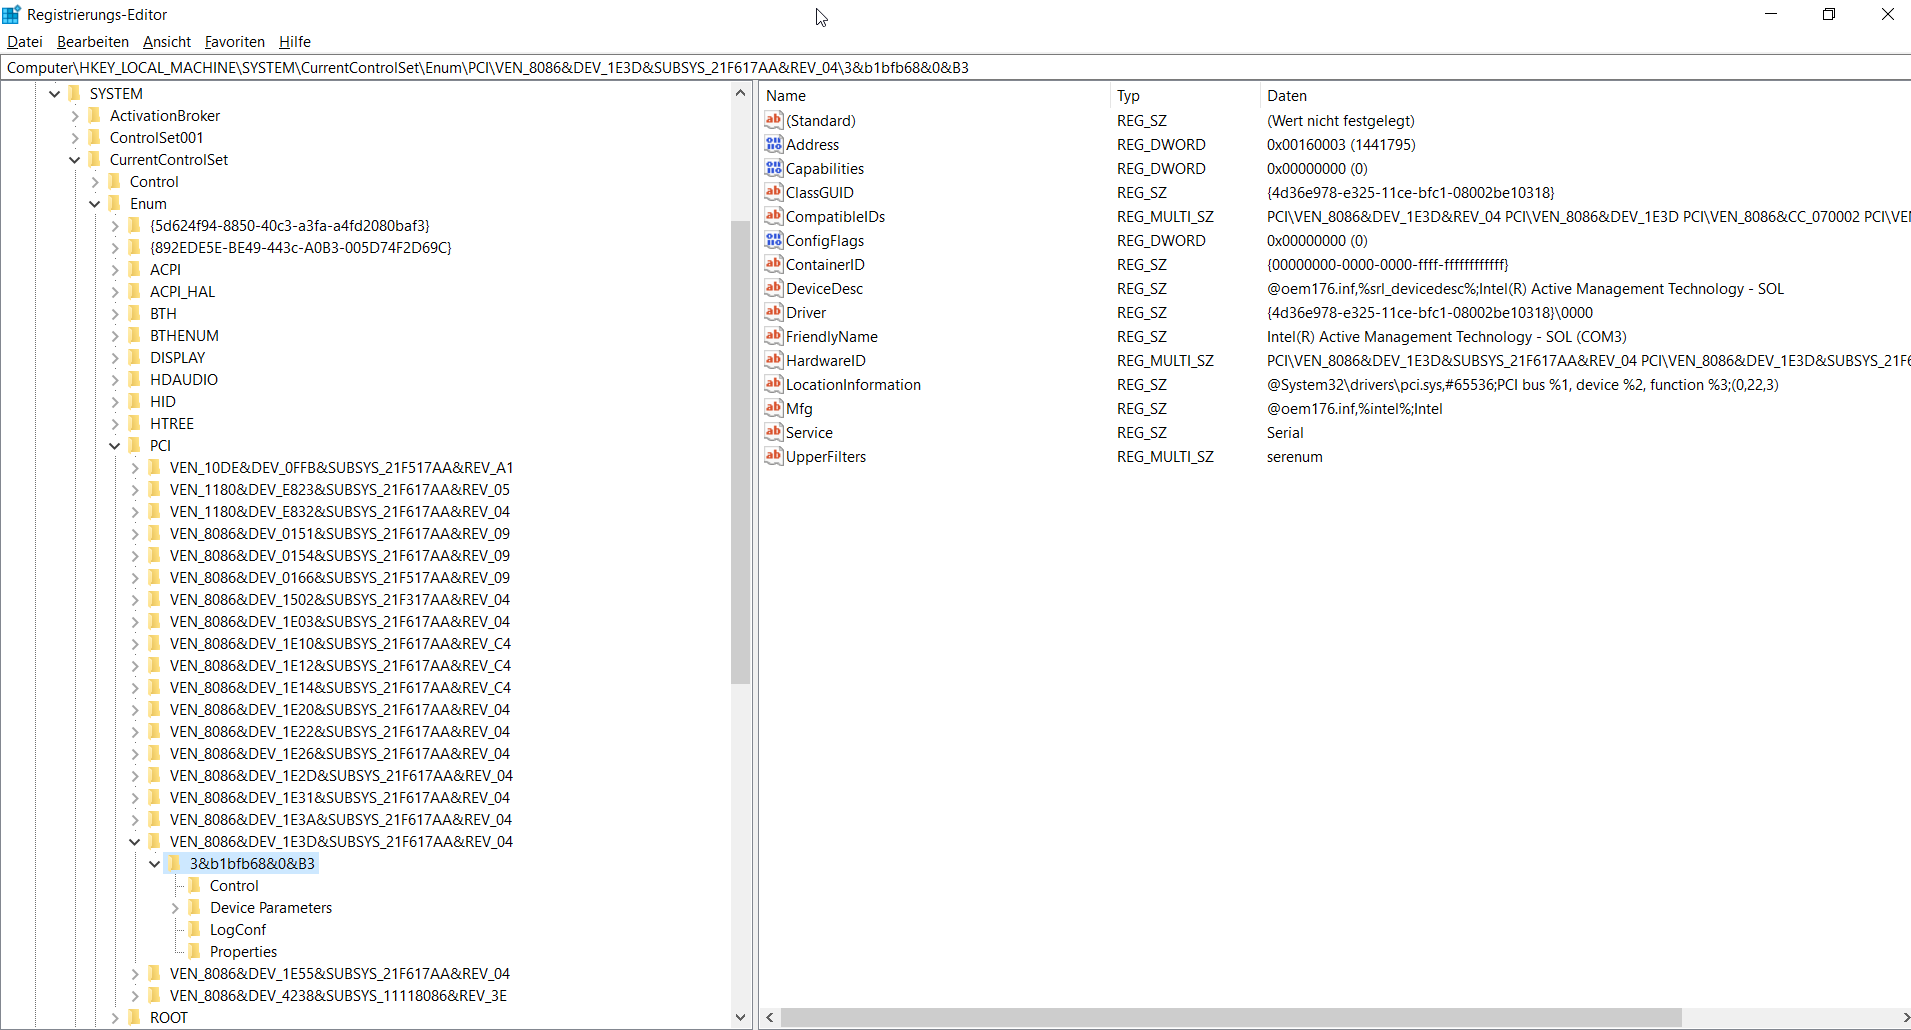 Registrierungs-Editor
Datei Bearbeiten Ansicht Favoriten Hilfe
Computer\HKEY_LOCAL_MACHINE\SYSTEM\CurrentControlSet\Enum\PCI\VEN_8086&DEV_1E3D&SUBSYS_21F617AA&REV_04\3&b1bfb68&0&B3
SYSTEM
ActivationBroker
ControlSet001
CurrentControlSet
Control
Enum
{5d624f94-8850-40c3-a3fa-a4fd2080baf3}
{892EDE5E-BE49-443c-A0B3-005D74F2D69C}
ACPI
ACPI_HAL
BTH
BTHENUM
DISPLAY
HDAUDIO
HID
HTREE
PCI
VEN_10DE&DEV_0FFB&SUBSYS_21F517AA&REV_A1
VEN_1180&DEV_E823&SUBSYS_21F617AA&REV_05
VEN_1180&DEV_E832&SUBSYS_21F617AA&REV_04
VEN_8086&DEV_0151&SUBSYS_21F617AA&REV_09
VEN_8086&DEV_0154&SUBSYS_21F617AA&REV_09
VEN_8086&DEV_0166&SUBSYS_21F517AA&REV_09
VEN_8086&DEV_1502&SUBSYS_21F317AA&REV_04
VEN_8086&DEV_1E03&SUBSYS_21F617AA&REV_04
VEN_8086&DEV_1E10&SUBSYS_21F617AA&REV_C4
VEN_8086&DEV_1E12&SUBSYS_21F617AA&REV_C4
VEN_8086&DEV_1E14&SUBSYS_21F617AA&REV_C4
VEN_8086&DEV_1E20&SUBSYS_21F617AA&REV_04
VEN_8086&DEV_1E22&SUBSYS_21F617AA&REV_04
VEN_8086&DEV_1E26&SUBSYS_21F617AA&REV_04
VEN_8086&DEV_1E2D&SUBSYS_21F617AA&REV_04
VEN_8086&DEV_1E31&SUBSYS_21F617AA&REV_04
VEN_8086&DEV_1E3A&SUBSYS_21F617AA&REV_04
VEN_8086&DEV_1E3D&SUBSYS_21F617AA&REV_04
3&b1bfb68&0&B3
Control
Device Parameters
LogConf
Properties
VEN_8086&DEV_1E55&SUBSYS_21F617AA&REV_04
VEN_8086&DEV_4238&SUBSYS_11118086&REV_3E
ROOT
Name Typ Daten
(Standard) REG_SZ (Wert nicht festgelegt)
Address REG_DWORD 0x00160003 (1441795)
Capabilities REG_DWORD 0x00000000 (0)
ClassGUID REG_SZ {4d36e978-e325-11ce-bfc1-08002be10318}
CompatibleIDs REG_MULTI_SZ PCI\VEN_8086&DEV_1E3D&REV_04 PCI\VEN_8086&DEV_1E3D PCI\VEN_8086&CC_070002 PCI\VE
ConfigFlags REG_DWORD 0x00000000 (0)
ContainerID REG_SZ {00000000-0000-0000-ffff-ffffffffffff}
DeviceDesc REG_SZ @oem176.inf,%srl_devicedesc%;Intel(R) Active Management Technology - SOL
Driver REG_SZ {4d36e978-e325-11ce-bfc1-08002be10318}\0000
FriendlyName REG_SZ Intel(R) Active Management Technology - SOL (COM3)
HardwareID REG_MULTI_SZ PCI\VEN_8086&DEV_1E3D&SUBSYS_21F617AA&REV_04 PCI\VEN_8086&DEV_1E3D&SUBSYS_21F6
LocationInformation REG_SZ @System32\drivers\pci.sys,#65536;PCI bus %1, device %2, function %3;(0,22,3)
Mfg REG_SZ @oem176.inf,%intel%;Intel
Service REG_SZ Serial
UpperFilters REG_MULTI_SZ serenum